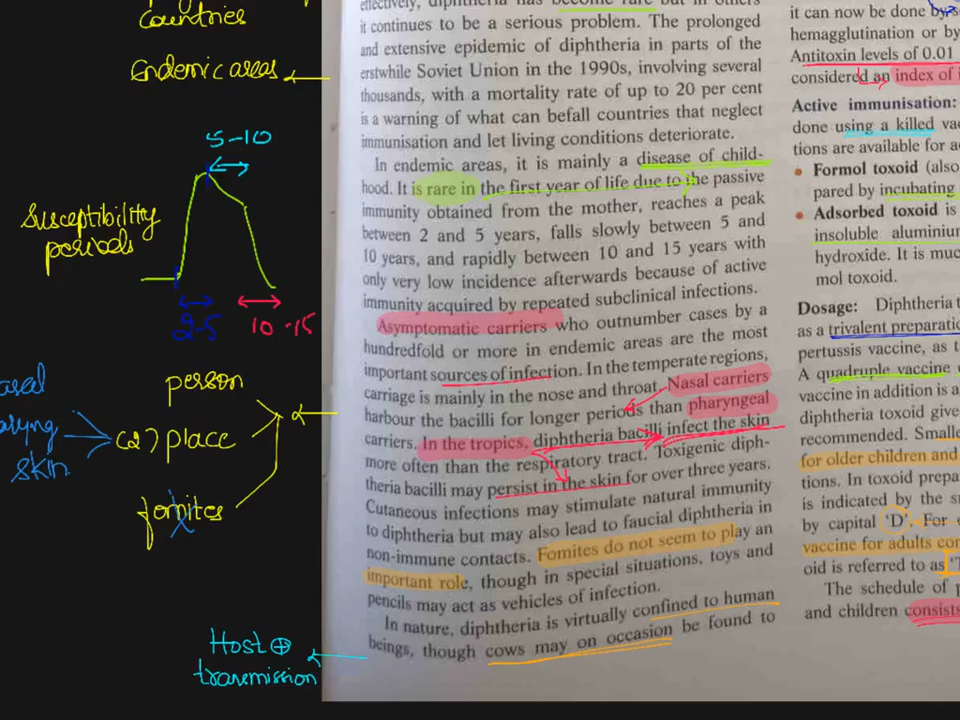 countries
Endemic areas
5-10
Susceptibility
periods
2-5
10-15
person
(2) place
skin
fomites
Host ⊕
transmission
effectively, diphtheria has become rare but in others
it continues to be a serious problem. The prolonged
and extensive epidemic of diphtheria in parts of the
erstwhile Soviet Union in the 1990s, involving several
thousands, with a mortality rate of up to 20 per cent
is a warning of what can befall countries that neglect
immunisation and let living conditions deteriorate.
In endemic areas, it is mainly a disease of child-
hood. It is rare in the first year of life due to the passive
immunity obtained from the mother, reaches a peak
between 2 and 5 years, falls slowly between 5 and
10 years, and rapidly between 10 and 15 years with
only very low incidence afterwards because of active
immunity acquired by repeated subclinical infections.
Asymptomatic carriers who outnumber cases by a
hundredfold or more in endemic areas are the most
important sources of infection. In the temperate regions,
carriage is mainly in the nose and throat. Nasal carriers
harbour the bacilli for longer periods than pharyngeal
carriers. In the tropics, diphtheria bacilli infect the skin
more often than the respiratory tract. Toxigenic diph-
theria bacilli may persist in the skin for over three years.
Cutaneous infections may stimulate natural immunity
to diphtheria but may also lead to faucial diphtheria in
non-immune contacts. Fomites do not seem to play an
important role, though in special situations, toys and
pencils may act as vehicles of infection.
In nature, diphtheria is virtually confined to human
beings, though cows may on occasion be found to
it can now be done by
hemagglutination or by
Antitoxin levels of 0.01
considered an index of
Active immunisation:
done using a killed
tions are available for
• Formol toxoid (also
pared by incubating
• Adsorbed toxoid is
insoluble aluminium
hydroxide. It is
mol toxoid.
Dosage: Diphtheria
as a trivalent preparation
pertussis vaccine, as
A quadruple vaccine
vaccine in addition is
diphtheria toxoid
recommended.
for older children and
tions. In toxoid
is indicated by the
by capital 'D'. For
vaccine for adults
oid is referred to as
The schedule of
and children consists